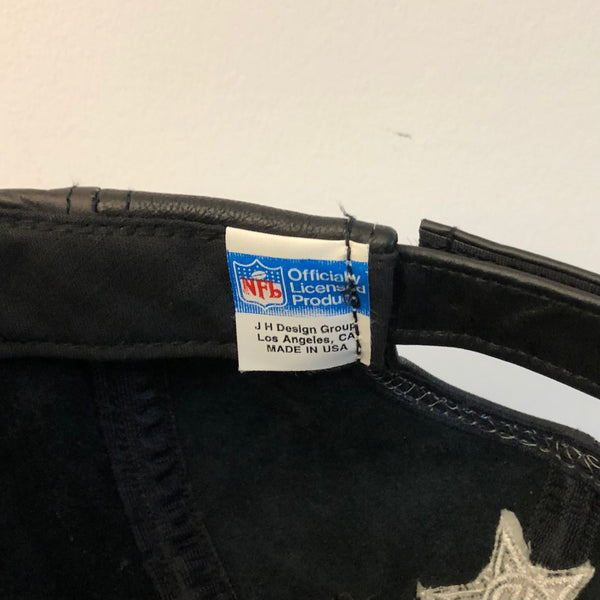 NFL
Officially
Licensed
Product
J H Design Group
Los Angeles, CA
MADE IN USA